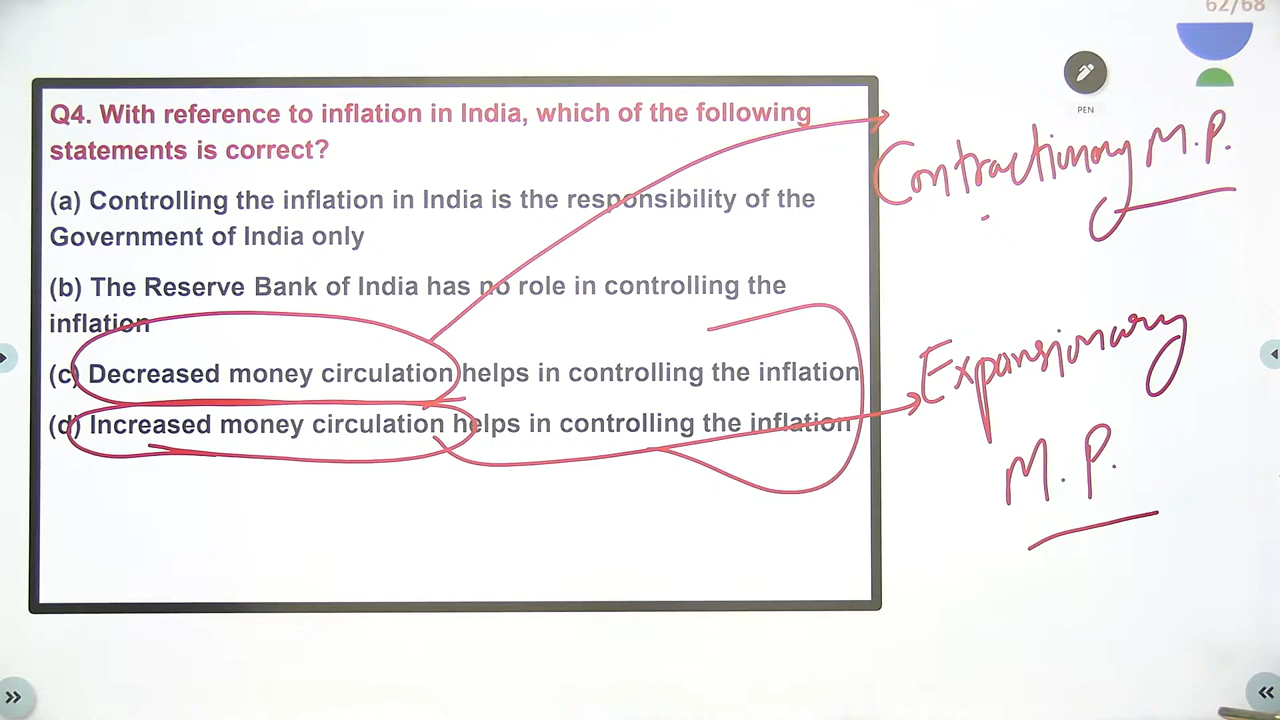 62/68
PEN
Q4. With reference to inflation in India, which of the following
statements is correct?
(a) Controlling the inflation in India is the responsibility of the
Government of India only
(b) The Reserve Bank of India has no role in controlling the
inflation
(c) Decreased money circulation helps in controlling the inflation
(d) Increased money circulation helps in controlling the inflation
Contractionary M.P.
Expansionary
M.P.